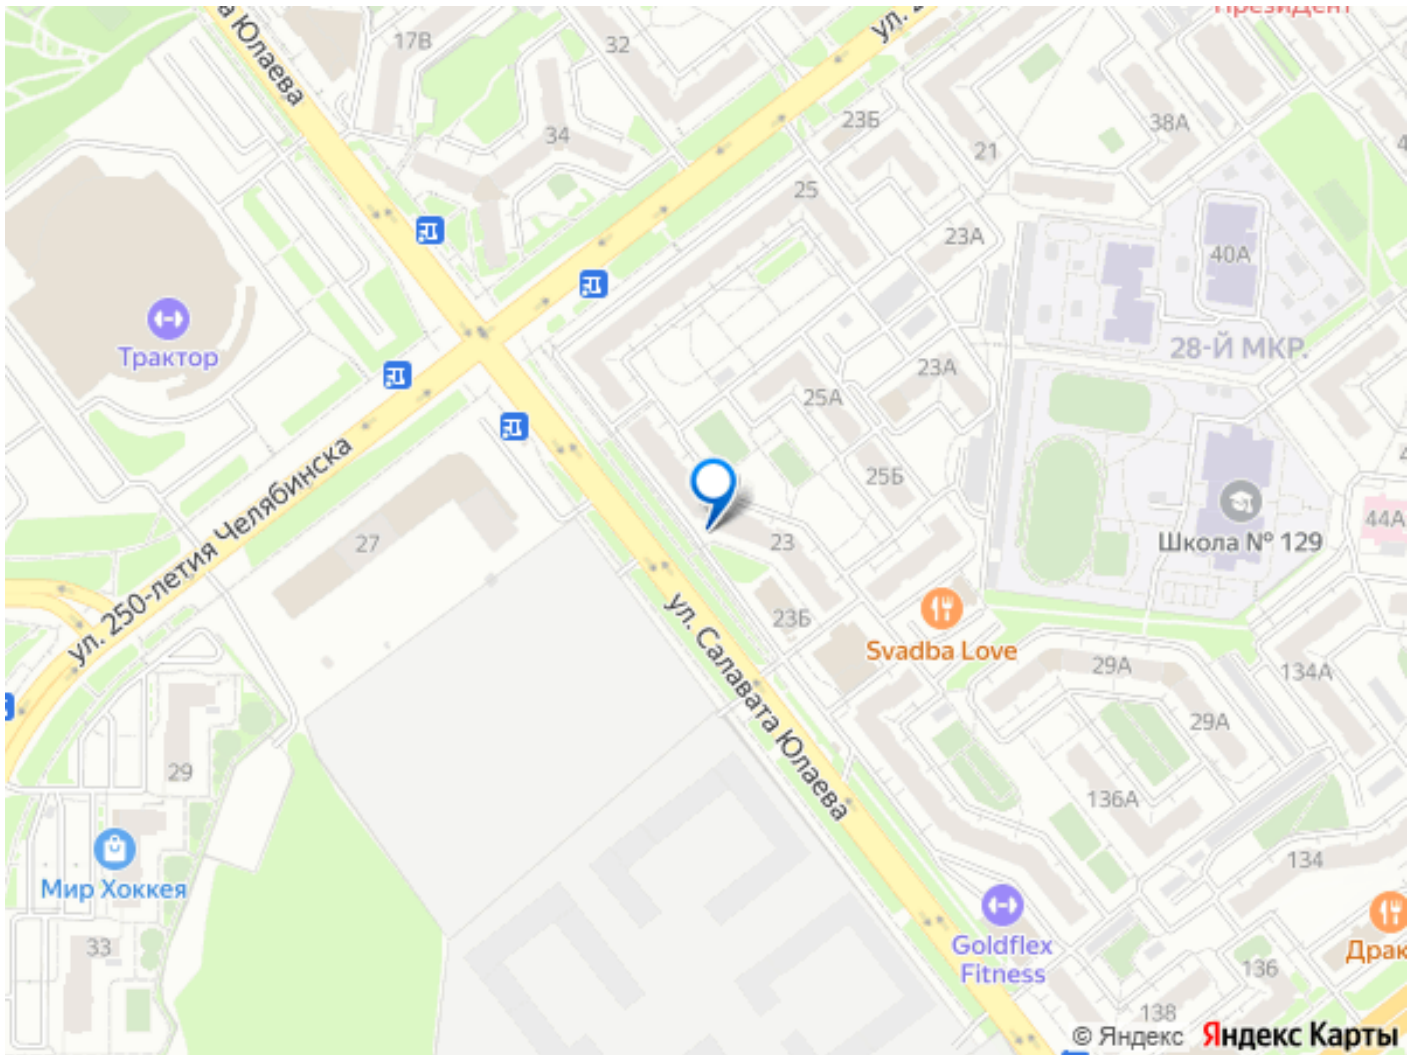 ПрезиДент
ул.
та Юлаева
17В
32
23Б
38А
34
21
25
23А
40А
28-Й МКР.
Трактор
23А
25А
ул. 250-летия Челябинска
25Б
Школа № 129
44А
27
23
23Б
Svadba Love
ул. Салавата Юлаева
29А
134А
29А
29
136А
Мир Хоккея
134
Goldflex
Fitness
Драк
33
136
138
© Яндекс Яндекс Карты